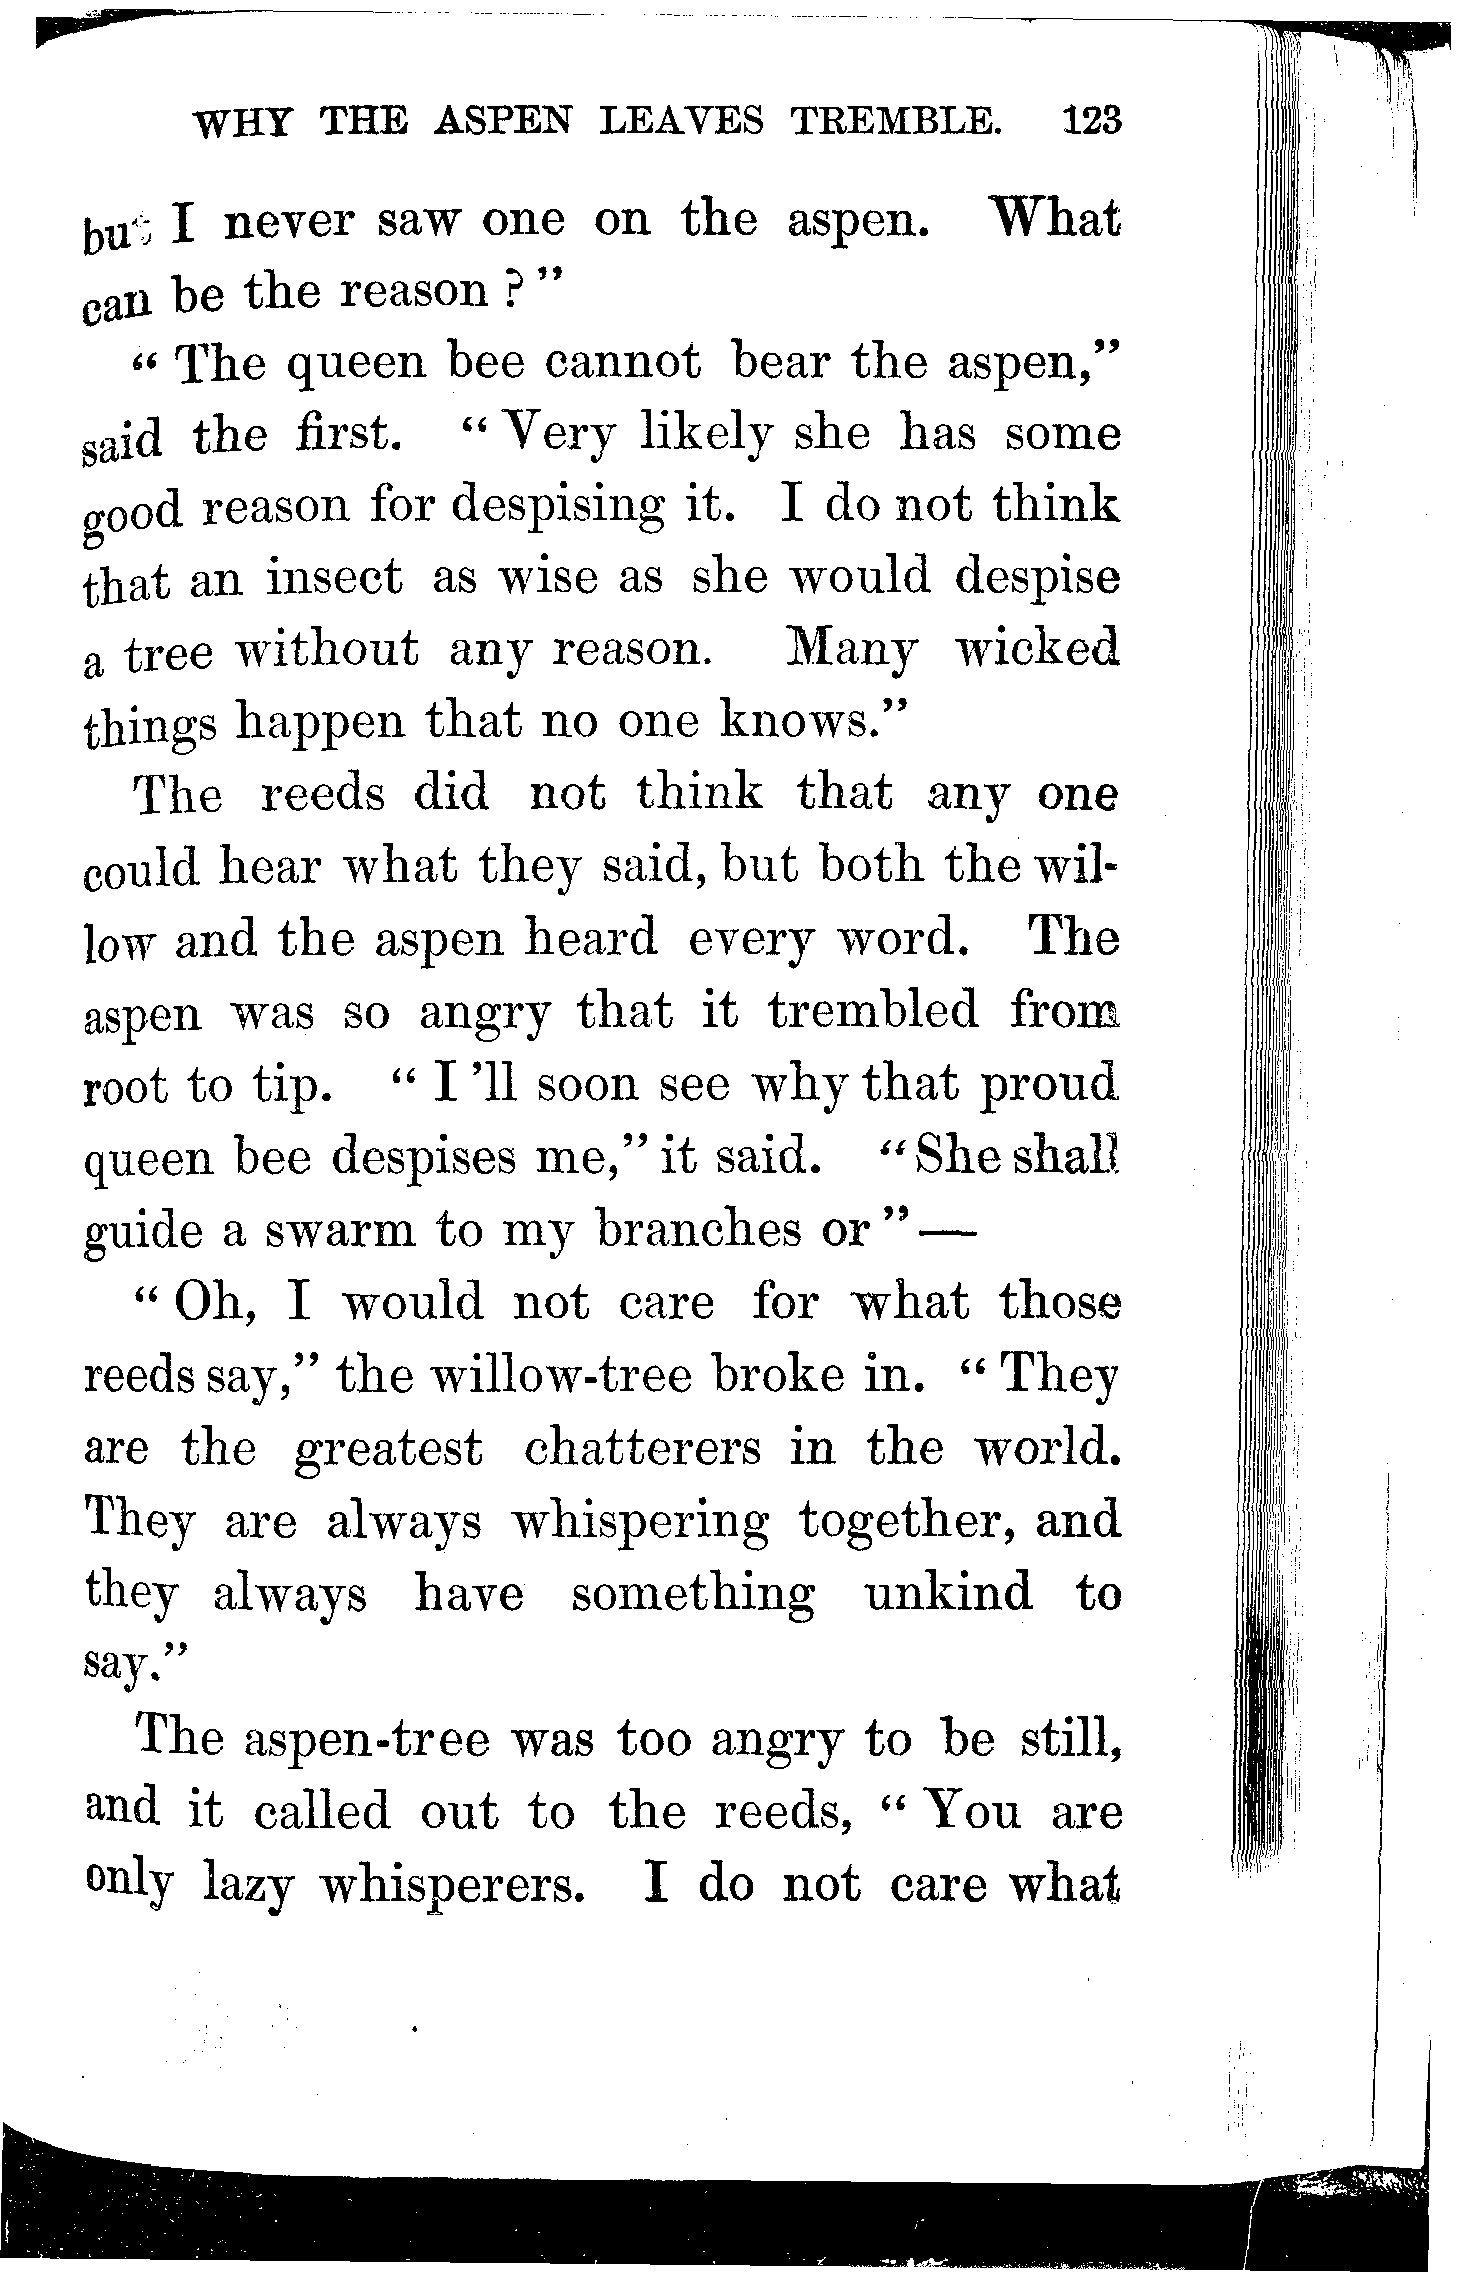 WHY THE ASPEN LEAVES TREMBLE. 123
but I never saw one on the aspen. What
can be the reason ? "
" The queen bee cannot bear the aspen,"
said the first. " Very likely she has some
good reason for despising it. I do not think
that an insect as wise as she would despise
a tree without any reason. Many wicked
things happen that no one knows."
The reeds did not think that any one
could hear what they said, but both the wil-
low and the aspen heard every word. The
aspen was so angry that it trembled from
root to tip. " I 'll soon see why that proud
queen bee despises me," it said. " She shall
guide a swarm to my branches or " —
" Oh, I would not care for what those
reeds say," the willow-tree broke in. " They
are the greatest chatterers in the world.
They are always whispering together, and
they always have something unkind to
say."
The aspen-tree was too angry to be still,
and it called out to the reeds, " You are
only lazy whisperers. I do not care what